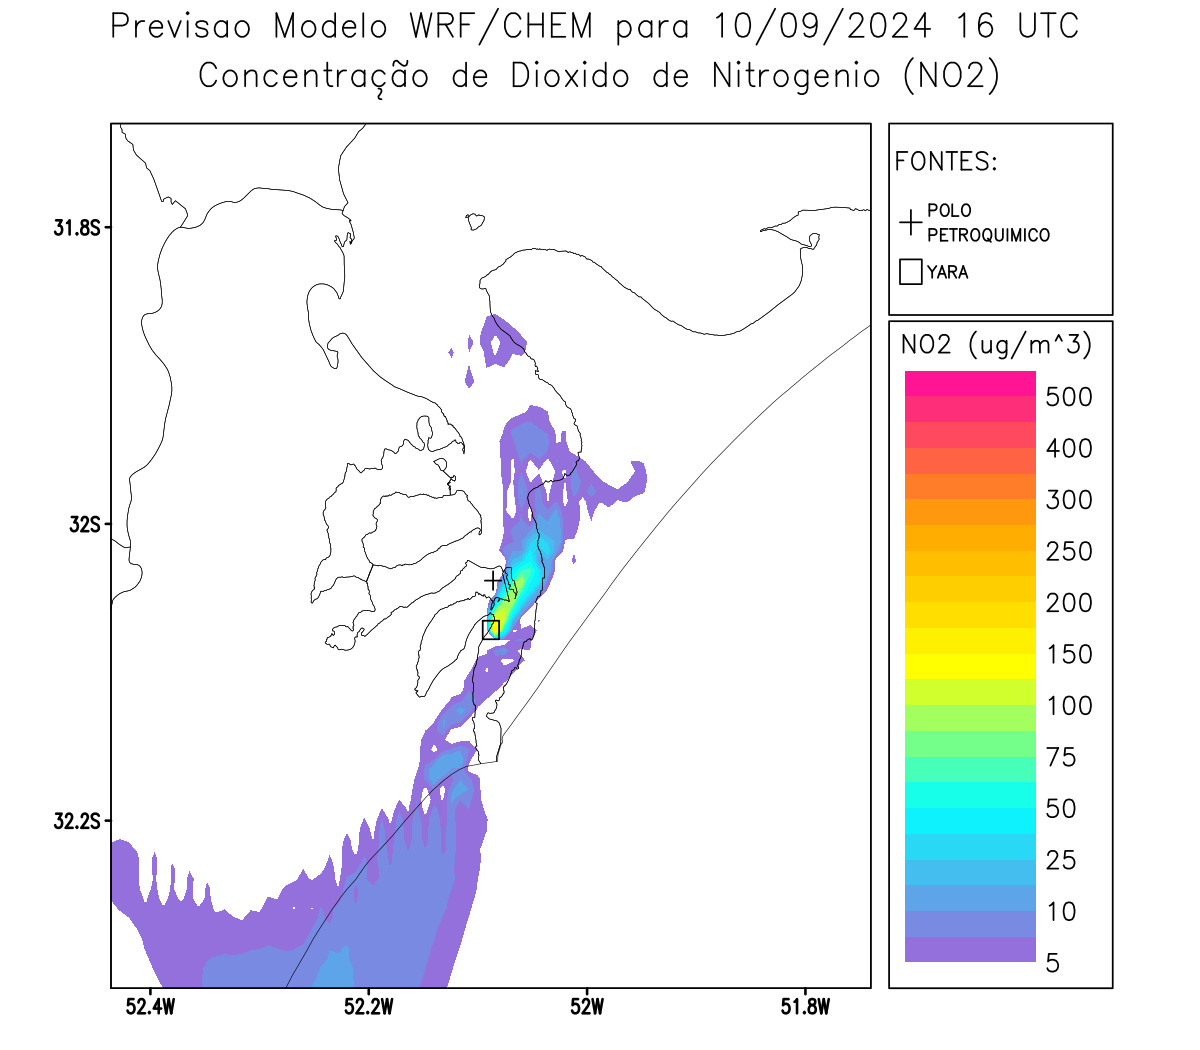 Previsao Modelo WRF/CHEM para 10/09/2024 16 UTC
Concentração de Dioxido de Nitrogenio (NO2)
FONTES:
POLO
PETROQUIMICO
YARA
NO2 (ug/m^3)
500
400
300
250
200
150
100
75
50
25
10
5
31.8S
32S
32.2S
52.4W
52.2W
52W
51.8W